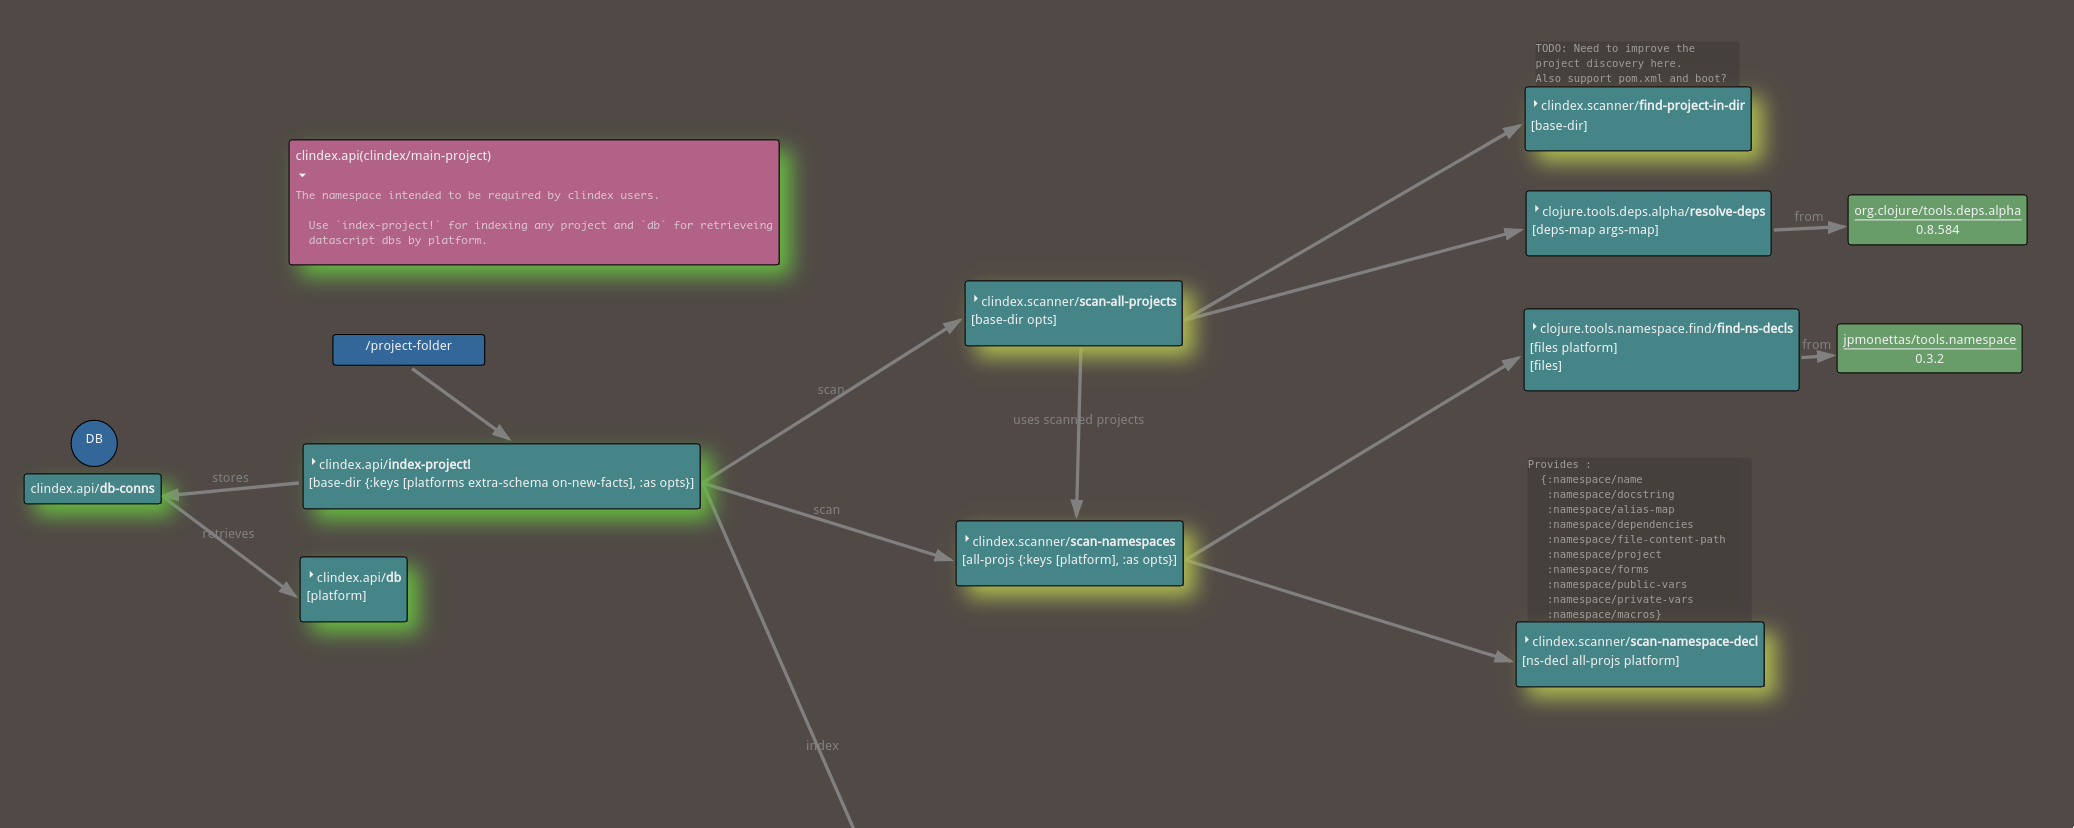 TODO: Need to improve the
project discovery here.
Also support pom.xml and boot?
clindex.scanner/find-project-in-dir
[base-dir]
clindex.api(clindex/main-project)
The namespace intended to be required by clindex users.
Use `index-project!` for indexing any project and `db` for retrieveing
datascript dbs by platform.
clojure.tools.deps.alpha/resolve-deps
[deps-map args-map]
from
org.clojure/tools.deps.alpha
0.8.584
clindex.scanner/scan-all-projects
[base-dir opts]
clojure.tools.namespace.find/find-ns-decls
[files platform]
[files]
from
jpmonettas/tools.namespace
0.3.2
/project-folder
scan
uses scanned projects
DB
clindex.api/db-conns
stores
retrieves
clindex.api/index-project!
[base-dir {:keys [platforms extra-schema on-new-facts], :as opts}]
scan
clindex.api/db
[platform]
clindex.scanner/scan-namespaces
[all-projs {:keys [platform], :as opts}]
Provides :
{:namespace/name
:namespace/docstring
:namespace/alias-map
:namespace/dependencies
:namespace/file-content-path
:namespace/project
:namespace/forms
:namespace/public-vars
:namespace/private-vars
:namespace/macros}
clindex.scanner/scan-namespace-decl
[ns-decl all-projs platform]
index